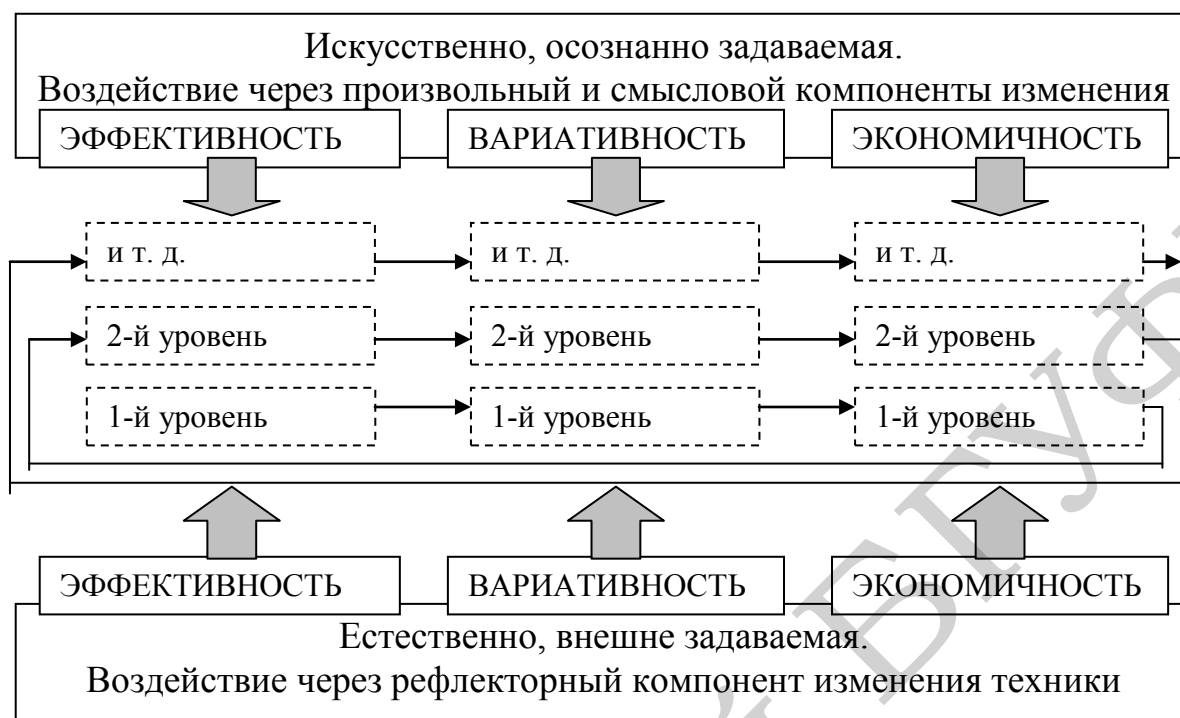 Искусственно, осознанно задаваемая.
Воздействие через произвольный и смысловой компоненты изменения
ЭФФЕКТИВНОСТЬ ВАРИАТИВНОСТЬ ЭКОНОМИЧНОСТЬ
и т. д. и т. д. и т. д.
2-й уровень 2-й уровень 2-й уровень
1-й уровень 1-й уровень 1-й уровень
ЭФФЕКТИВНОСТЬ ВАРИАТИВНОСТЬ ЭКОНОМИЧНОСТЬ
Естественно, внешне задаваемая.
Воздействие через рефлекторный компонент изменения техники